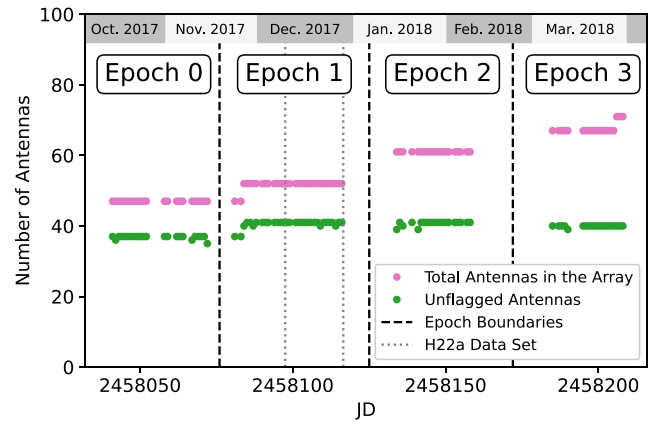 Oct. 2017 Nov. 2017 Dec. 2017 Jan. 2018 Feb. 2018 Mar. 2018
Epoch 0 Epoch 1 Epoch 2 Epoch 3
100
80
60
40
20
0
Number of Antennas
Total Antennas in the Array
Unflagged Antennas
Epoch Boundaries
H22a Data Set
2458050 2458100 2458150 2458200
JD